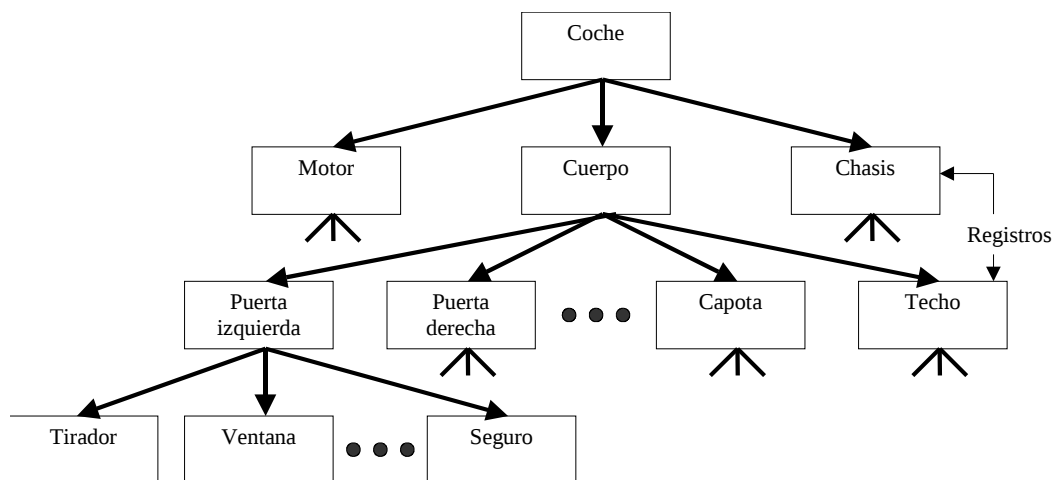 Coche
Motor
Cuerpo
Chasis
Registros
Puerta
izquierda
Puerta
derecha
Capota
Techo
Tirador
Ventana
Seguro